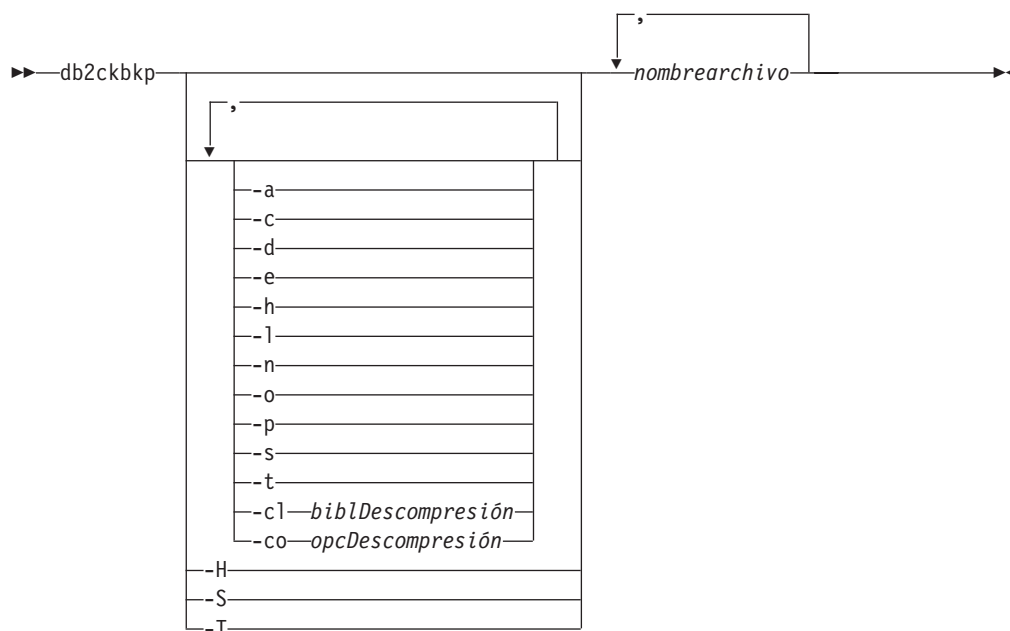 ,
db2ckbkp nombrearchivo
,
-a
-c
-d
-e
-h
-l
-n
-o
-p
-s
-t
-cl biblDescompresión
-co opcDescompresión
-H
-S
-T